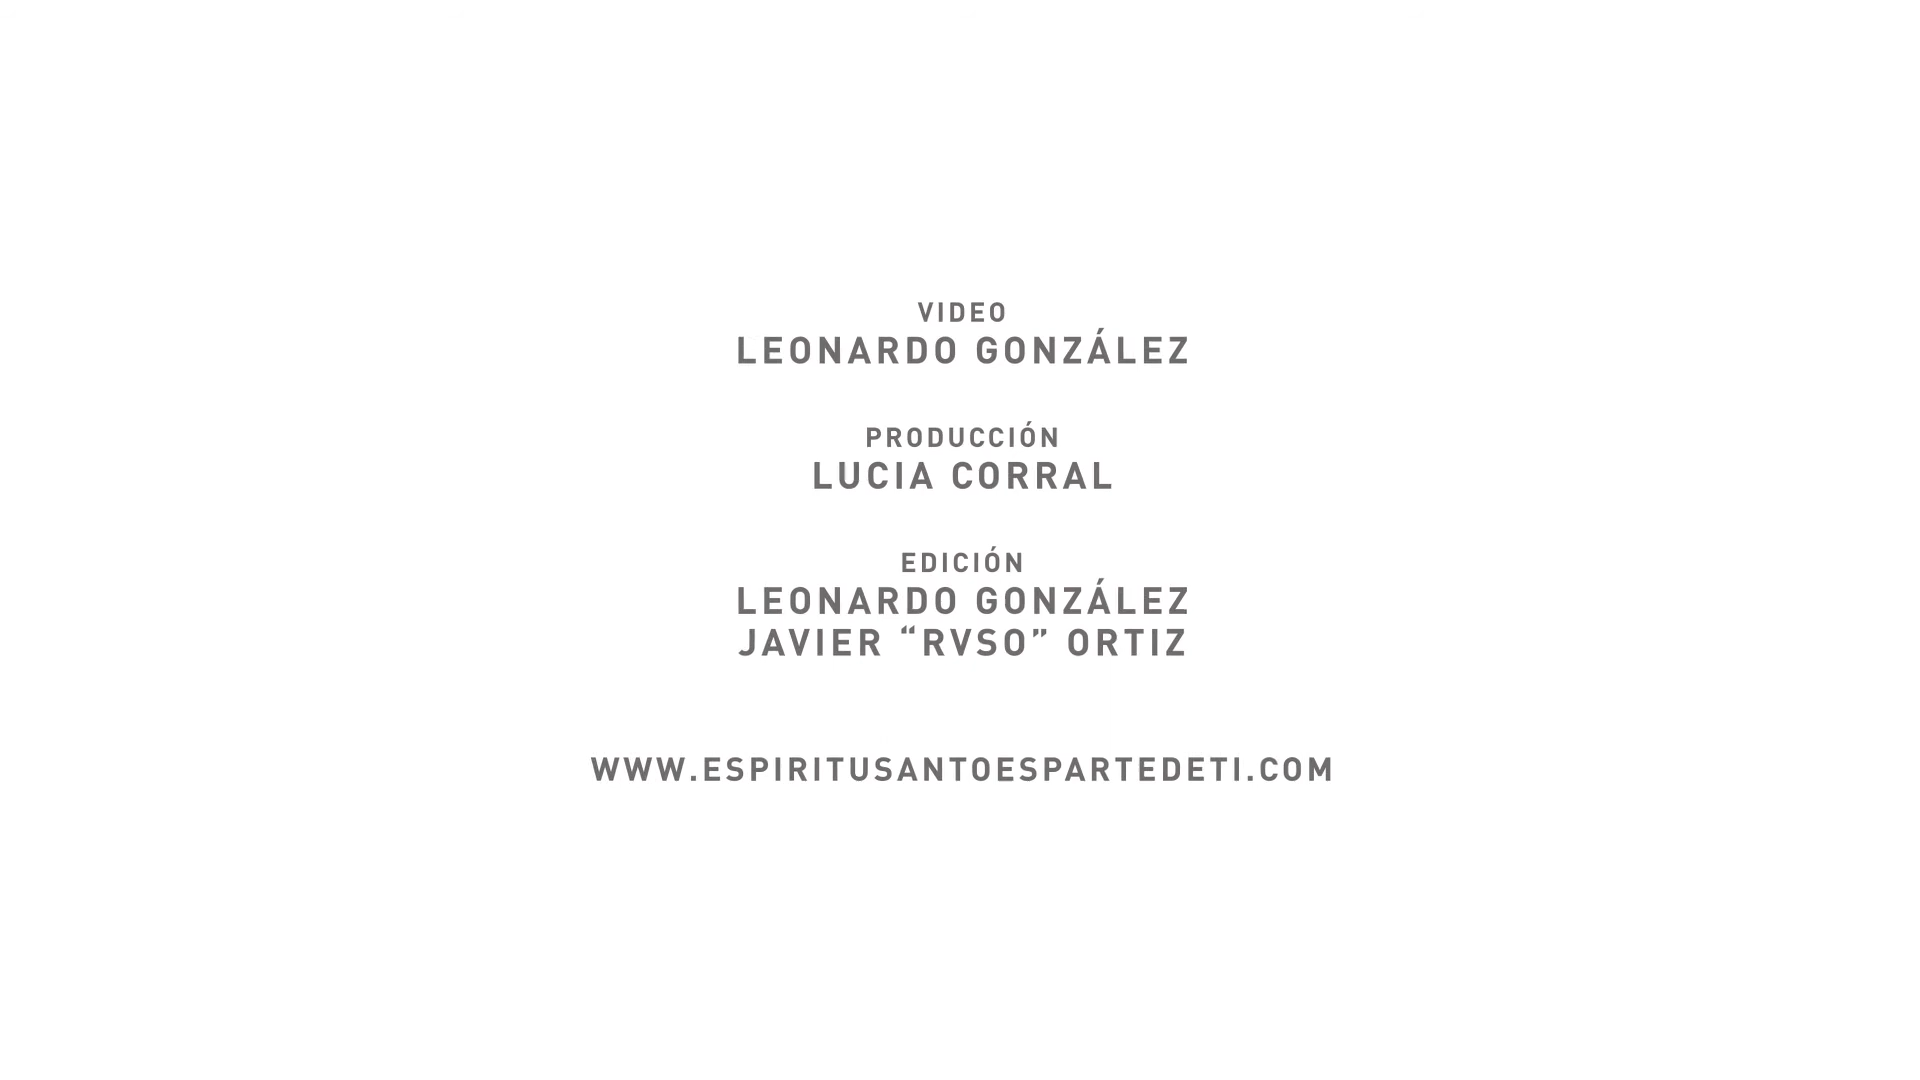 VIDEO
LEONARDO GONZÁLEZ
PRODUCCIÓN
LUCIA CORRAL
EDICIÓN
LEONARDO GONZÁLEZ
JAVIER “RVSO” ORTIZ
WWW.ESPIRITUSANTOESPARTEDETI.COM